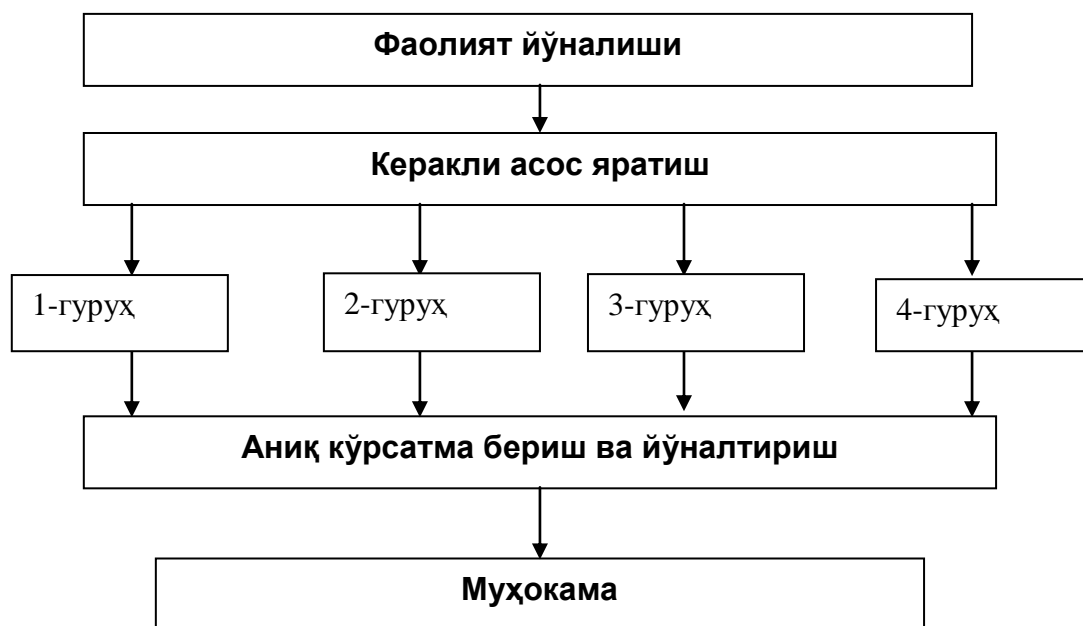 Фаолият йўналиши
Керакли асос яратиш
1-гуруҳ
2-гуруҳ
3-гуруҳ
4-гуруҳ
Аниқ кўрсатма бериш ва йўналтириш
Муҳокама